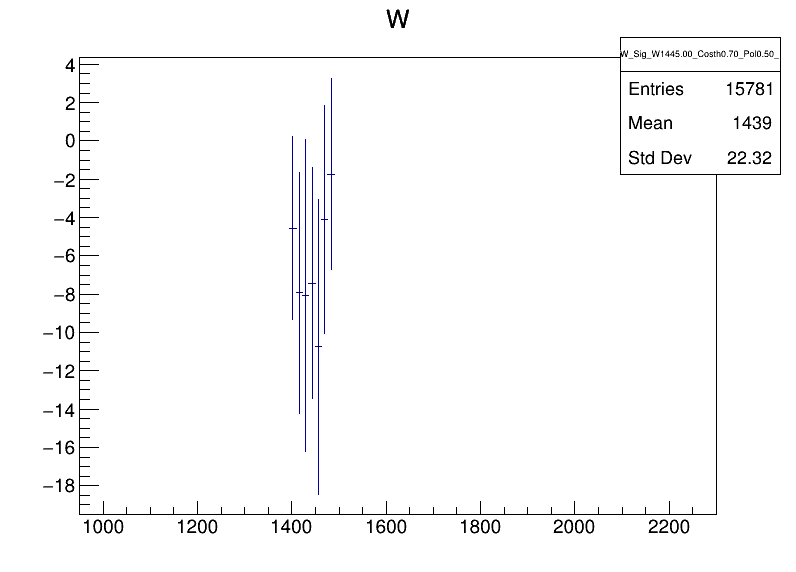 W
W_Sig_W1445.00_Costh0.70_Pol0.50_
Entries 15781
Mean 1439
Std Dev 22.32
4
2
0
−2
−4
−6
−8
−10
−12
−14
−16
−18
1000 1200 1400 1600 1800 2000 2200